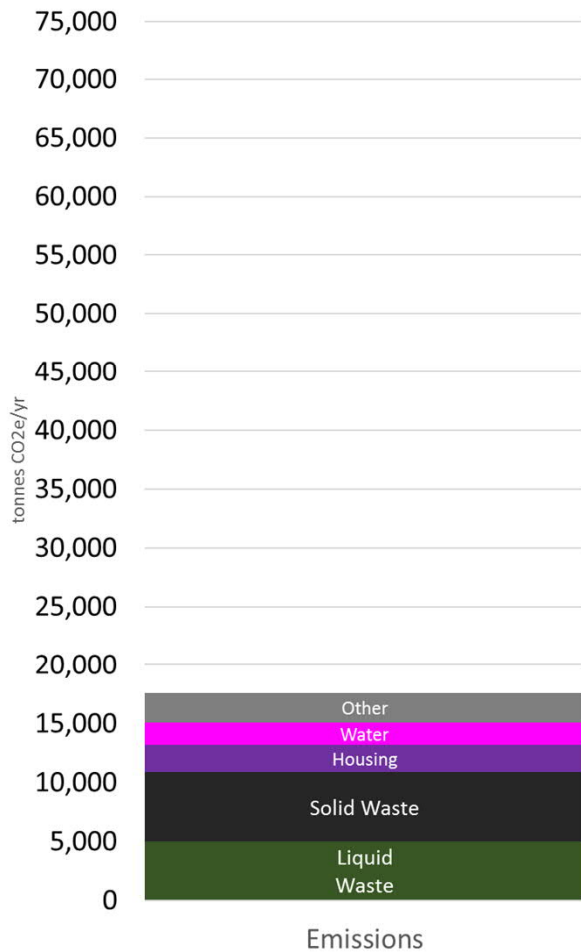 75,000
70,000
65,000
60,000
55,000
50,000
45,000
40,000
35,000
30,000
25,000
20,000
15,000
10,000
5,000
0
tonnes CO2e/yr
Other
Water
Housing
Solid Waste
Liquid
Waste
Emissions